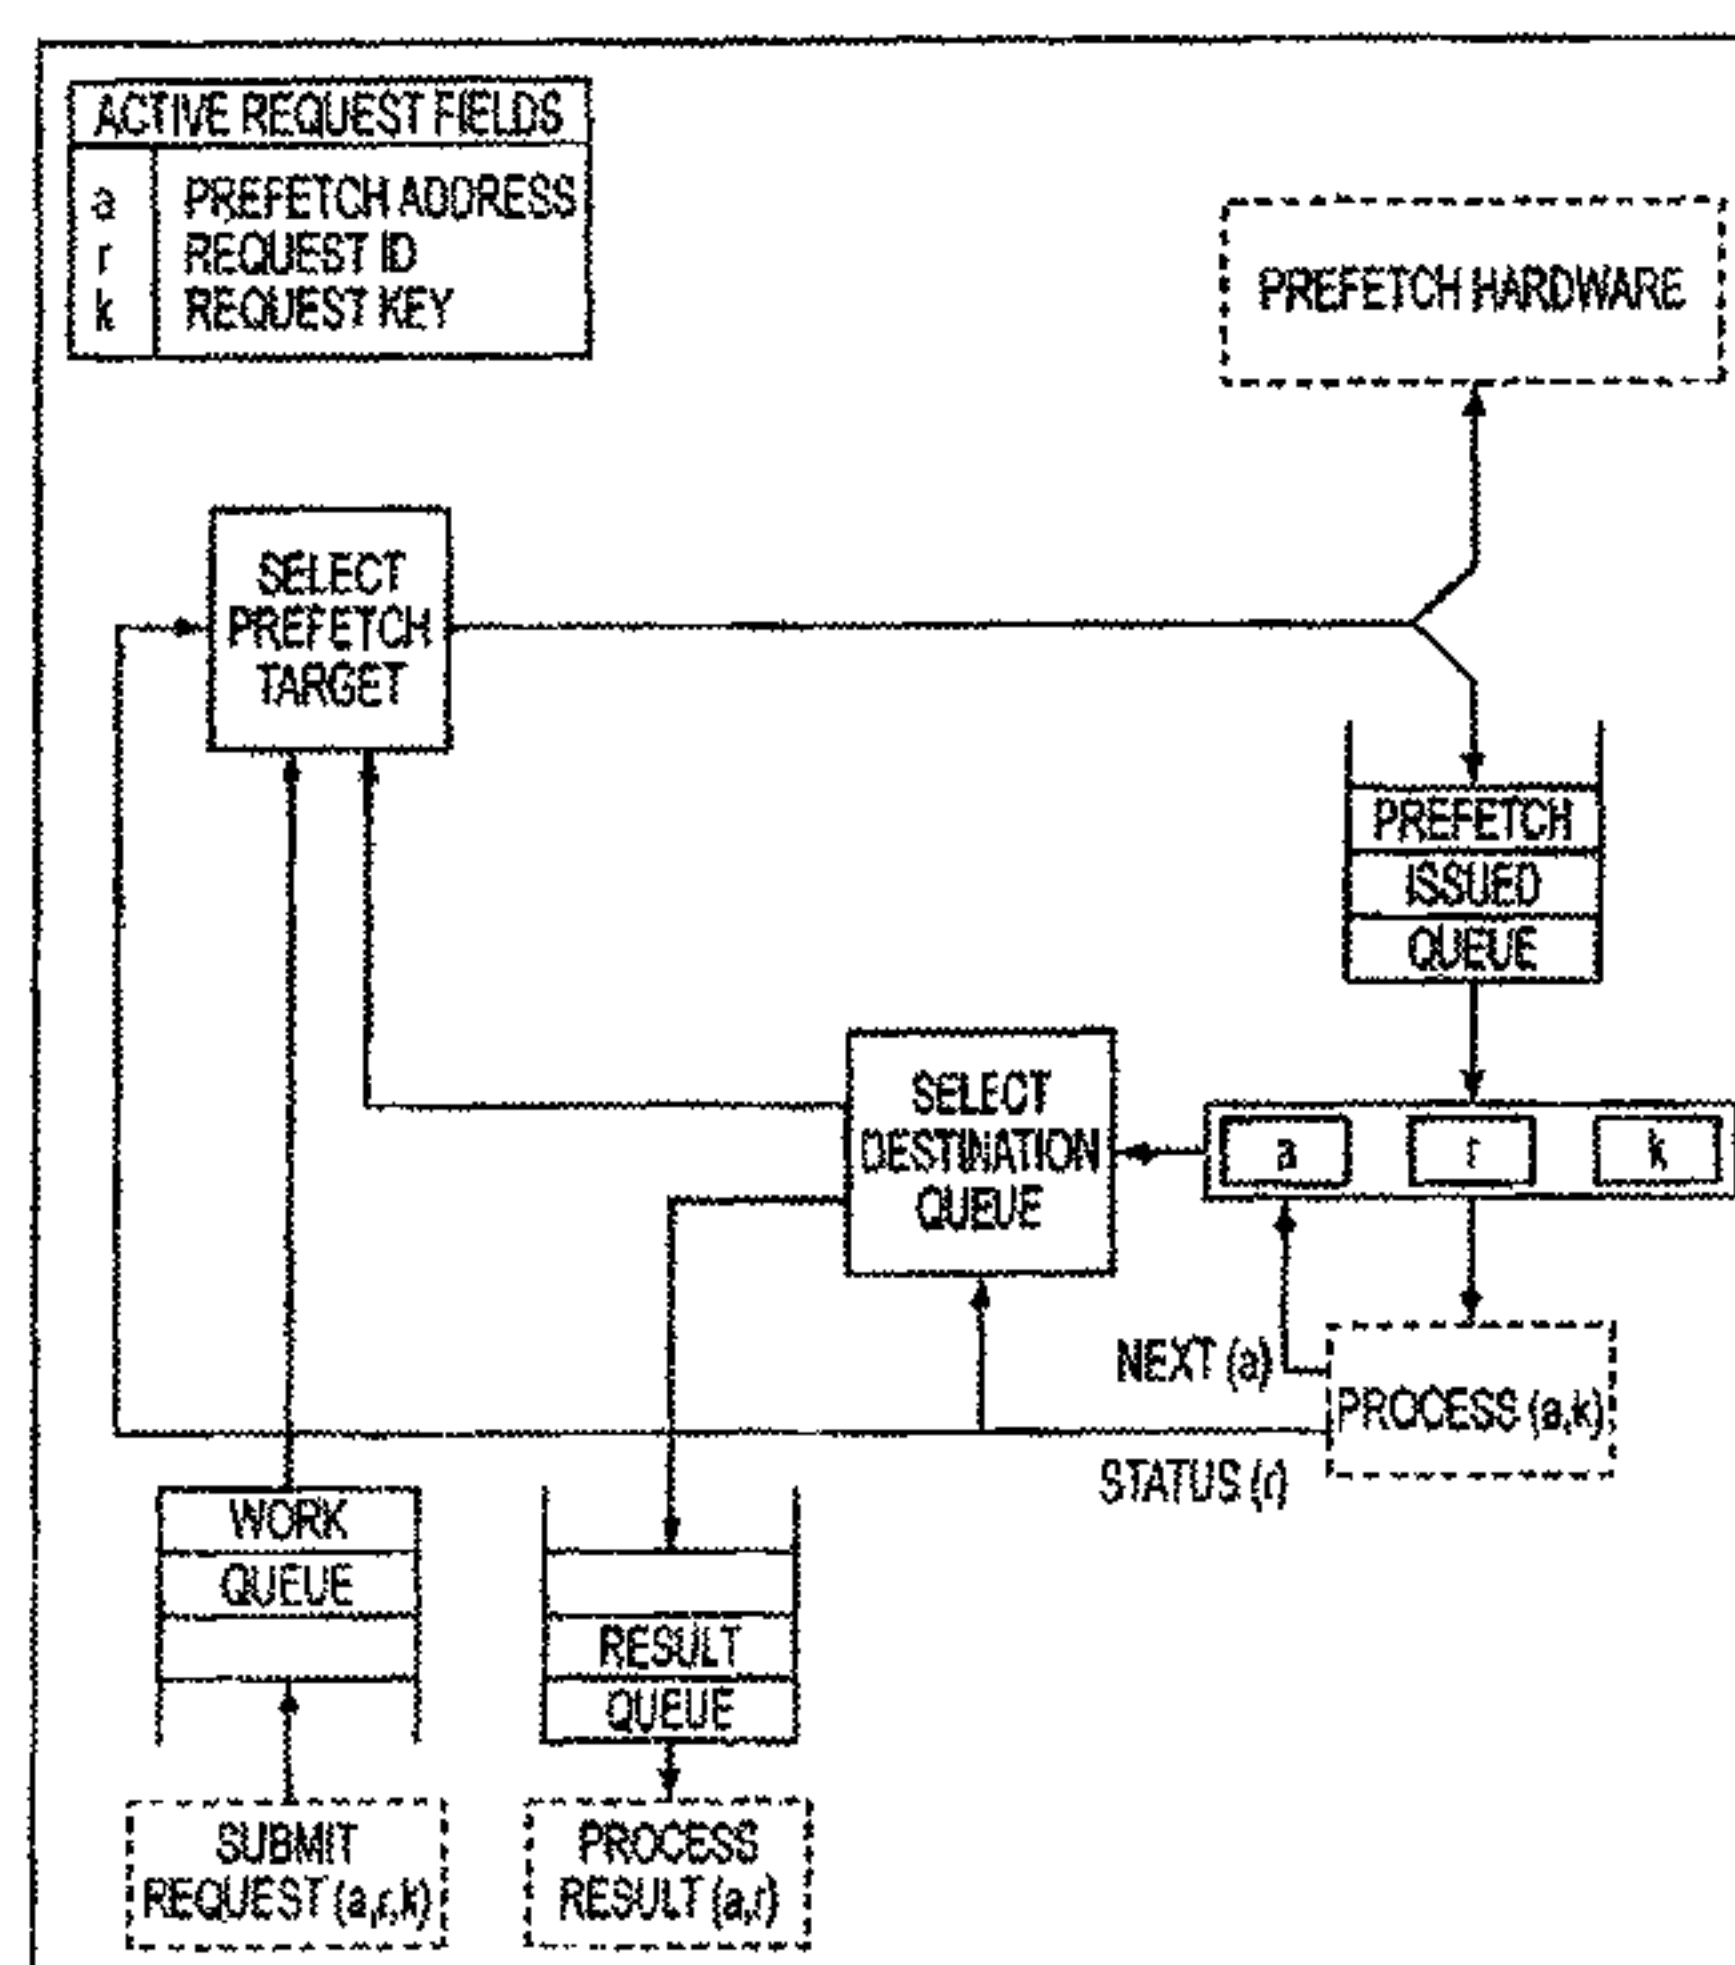 ACTIVE REQUEST FIELDS
a PREFETCH ADDRESS
r REQUEST ID
k REQUEST KEY
PREFETCH HARDWARE
SELECT
PREFETCH
TARGET
PREFETCH
ISSUED
QUEUE
SELECT
DESTINATION
QUEUE
a r k
NEXT (a)
PROCESS (a,k)
STATUS (r)
WORK
QUEUE
RESULT
QUEUE
SUBMIT
REQUEST (a,r,k)
PROCESS
RESULT (a,r)